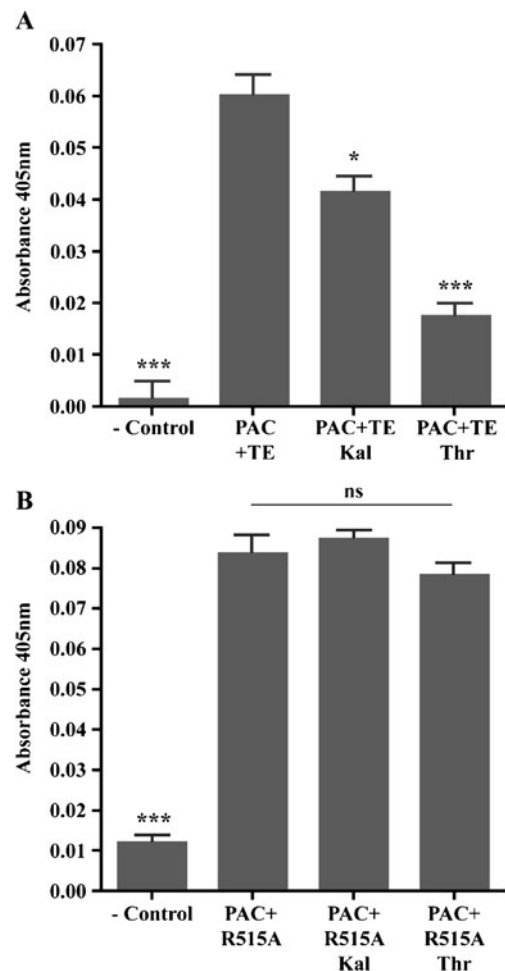 A
Absorbance 405nm
0.07
0.06
0.05
0.04
0.03
0.02
0.01
0.00
***
*
***
- Control
PAC
+TE
PAC+TE
Kal
PAC+TE
Thr
B
Absorbance 405nm
0.09
0.08
0.07
0.06
0.05
0.04
0.03
0.02
0.01
0.00
ns
***
- Control
PAC+
R515A
PAC+
R515A
Kal
PAC+
R515A
Thr